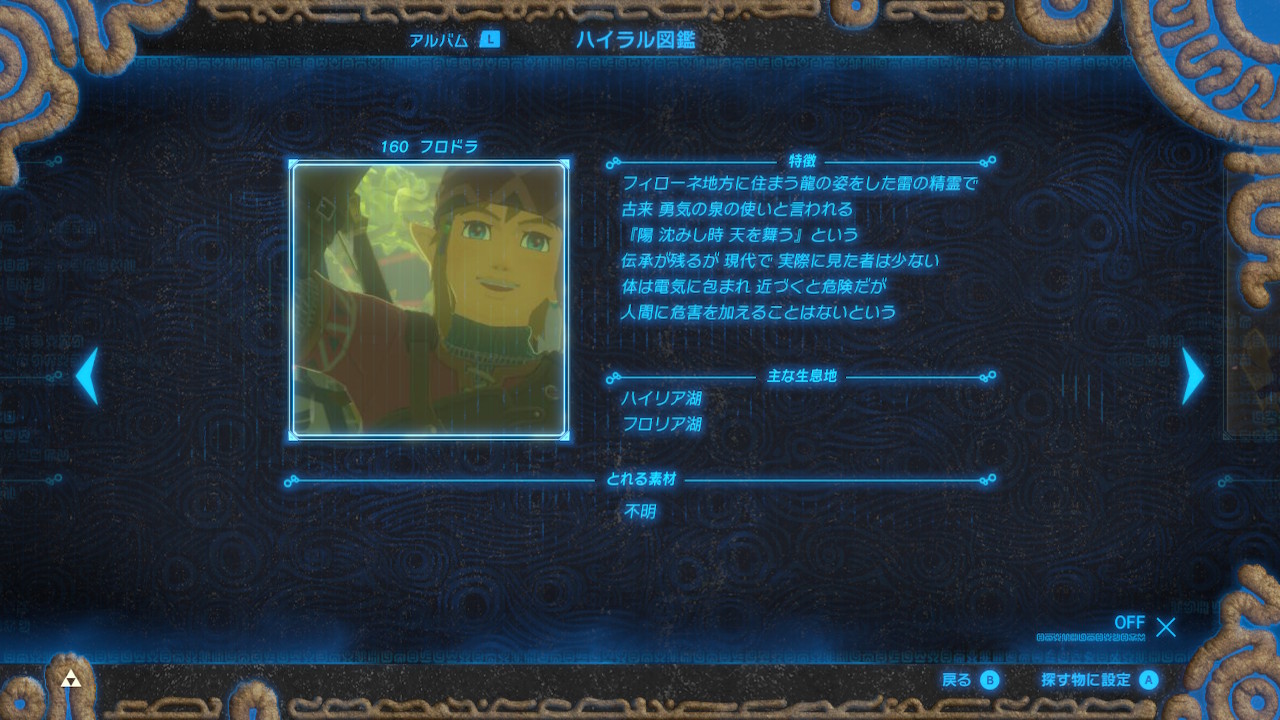 アルバム L
ハイラル図鑑
160 フロドラ
特徴
フィローネ地方に住まう龍の姿をした雷の精霊で
古来 勇気の泉の使いと言われる
『陽 沈みし時 天を舞う』という
伝承が残るが 現代で 実際に見た者は少ない
体は電気に包まれ 近づくと危険だが
人間に危害を加えることはないという
主な生息地
ハイリア湖
フロリア湖
とれる素材
不明
OFF
戻る B
探す物に設定 A